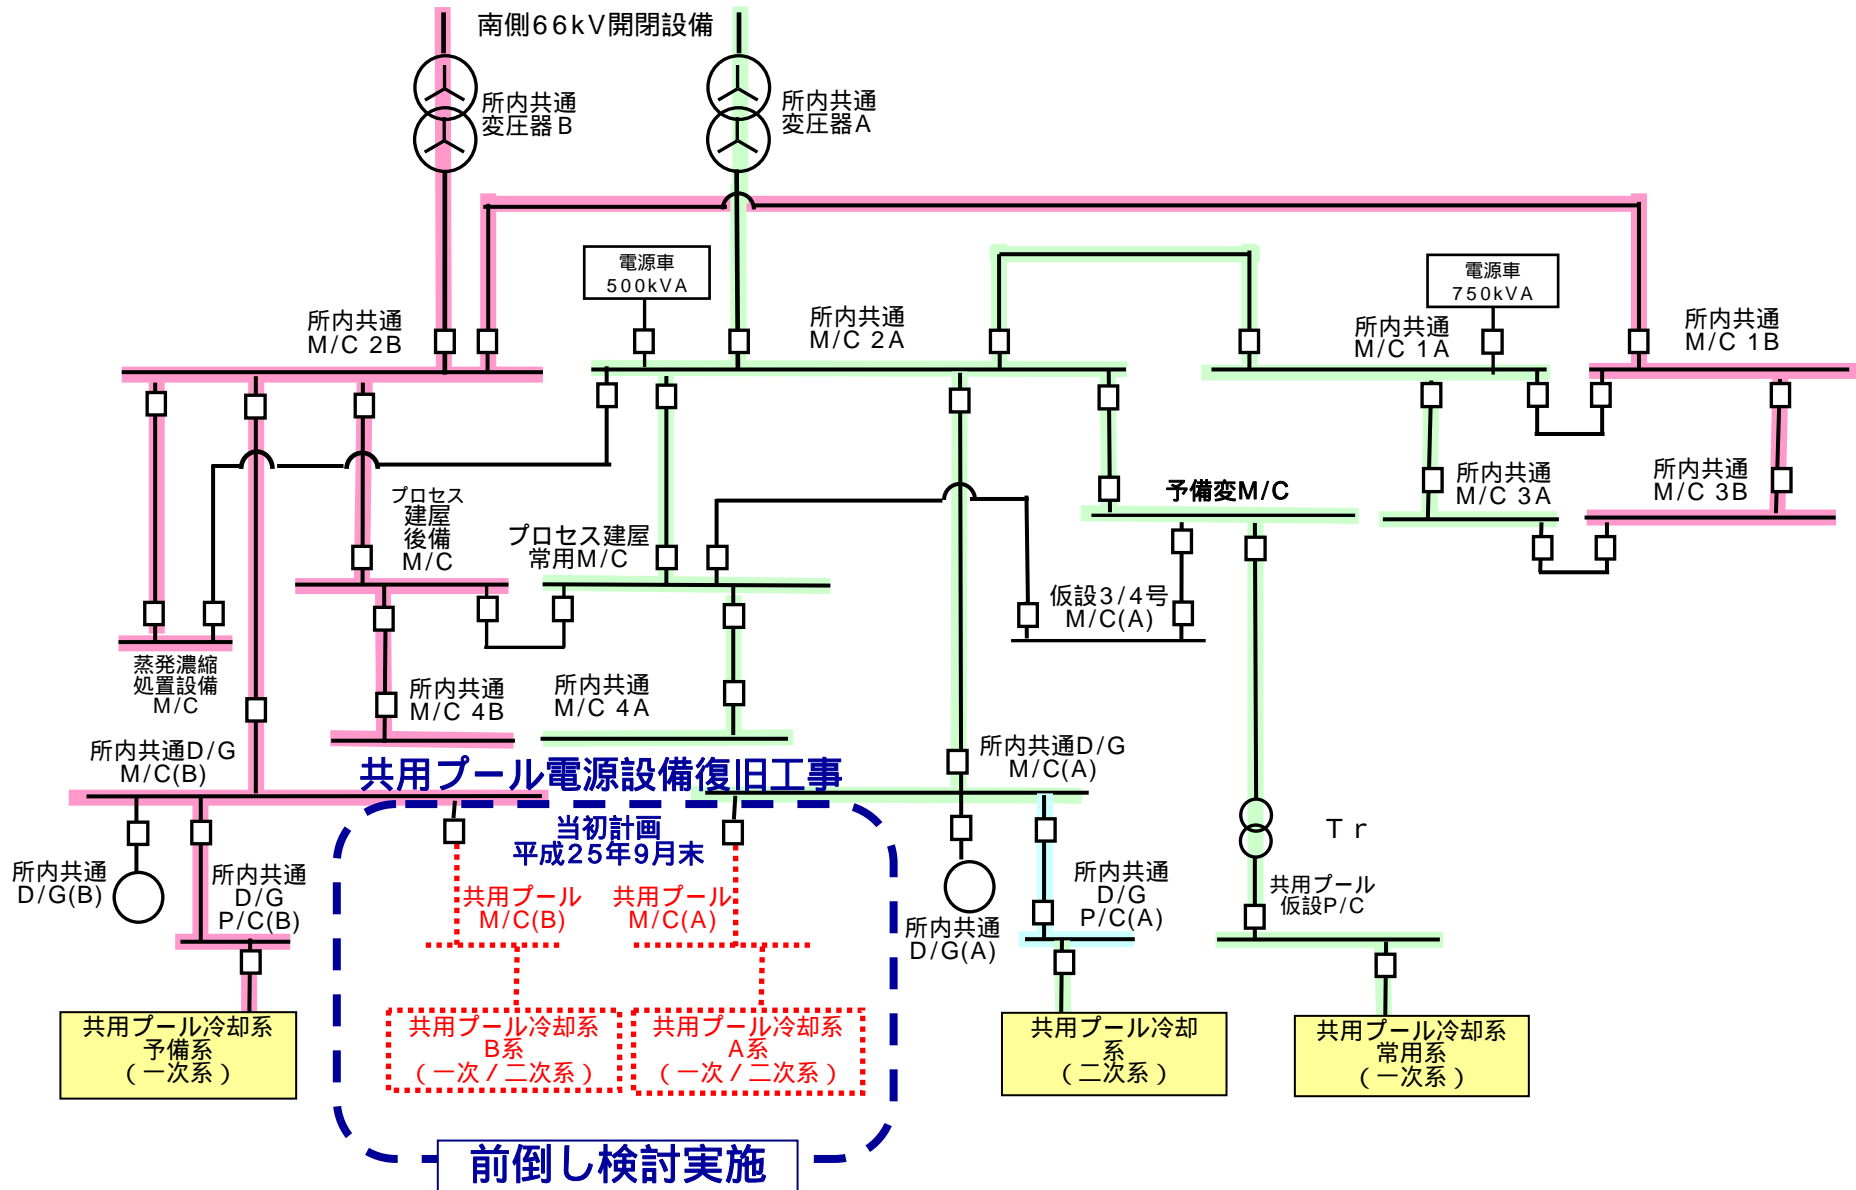 南側66kV開閉設備
所内共通
変圧器B
所内共通
変圧器A
電源車
500kVA
電源車
750kVA
所内共通
M/C 2B
所内共通
M/C 2A
所内共通
M/C 1A
所内共通
M/C 1B
プロセス
建屋
後備
M/C
プロセス建屋
常用M/C
予備変M/C
所内共通
M/C 3A
所内共通
M/C 3B
仮設3/4号
M/C(A)
蒸発濃縮
処置設備
M/C
所内共通
M/C 4B
所内共通
M/C 4A
所内共通D/G
M/C(B)
所内共通D/G
M/C(A)
共用プール電源設備復旧工事
当初計画
平成25年9月末
Tr
所内共通
D/G(B)
所内共通
D/G
P/C(B)
共用プール
M/C(B)
共用プール
M/C(A)
所内共通
D/G(A)
所内共通
D/G
P/C(A)
共用プール
仮設P/C
共用プール冷却系
予備系
(一次系)
共用プール冷却系
B系
(一次/二次系)
共用プール冷却系
A系
(一次/二次系)
共用プール冷却
系
(二次系)
共用プール冷却系
常用系
(一次系)
前倒し検討実施